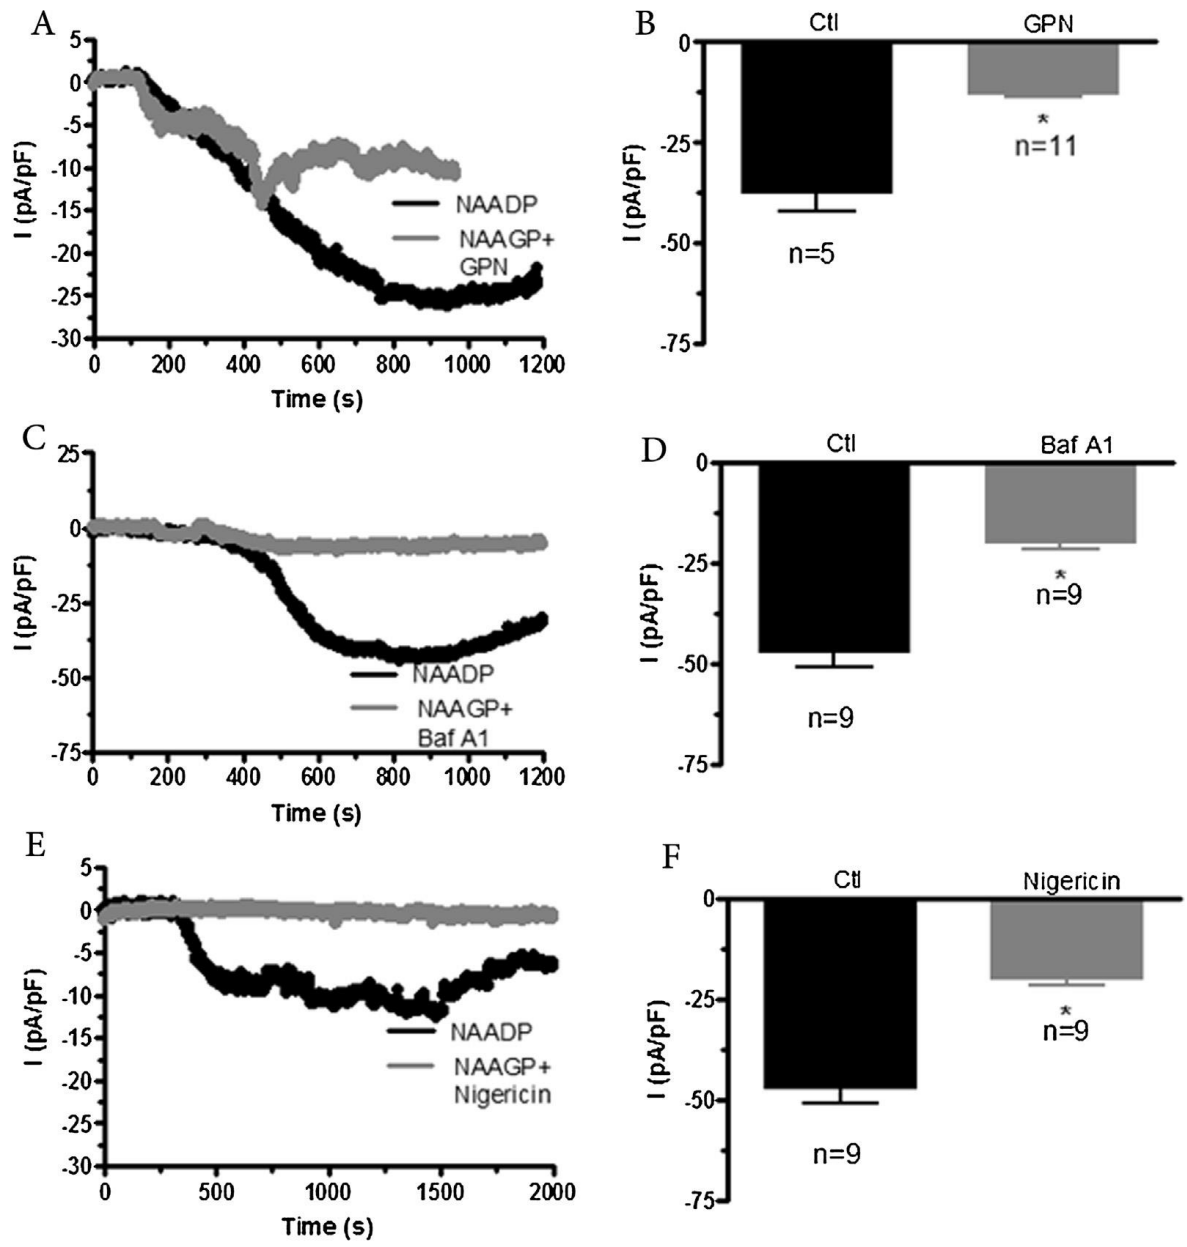 A
5
0
-5
-10
-15
-20
-25
-30
I (pA/pF)
NAADP
NAAGP+
GPN
0 200 400 600 800 1000 1200
Time (s)
B
Ctl GPN
0
-25
-50
-75
I (pA/pF)
*
n=11
n=5
C
25
0
-25
-50
-75
I (pA/pF)
NAADP
NAAGP+
Baf A1
0 200 400 600 800 1000 1200
Time (s)
D
Ctl Baf A1
0
-25
-50
-75
I (pA/pF)
*
n=9
n=9
E
5
0
-5
-10
-15
-20
-25
-30
I (pA/pF)
NAADP
NAAGP+
Nigericin
0 500 1000 1500 2000
Time (s)
F
Ctl Nigericin
0
-25
-50
-75
I (pA/pF)
*
n=9
n=9